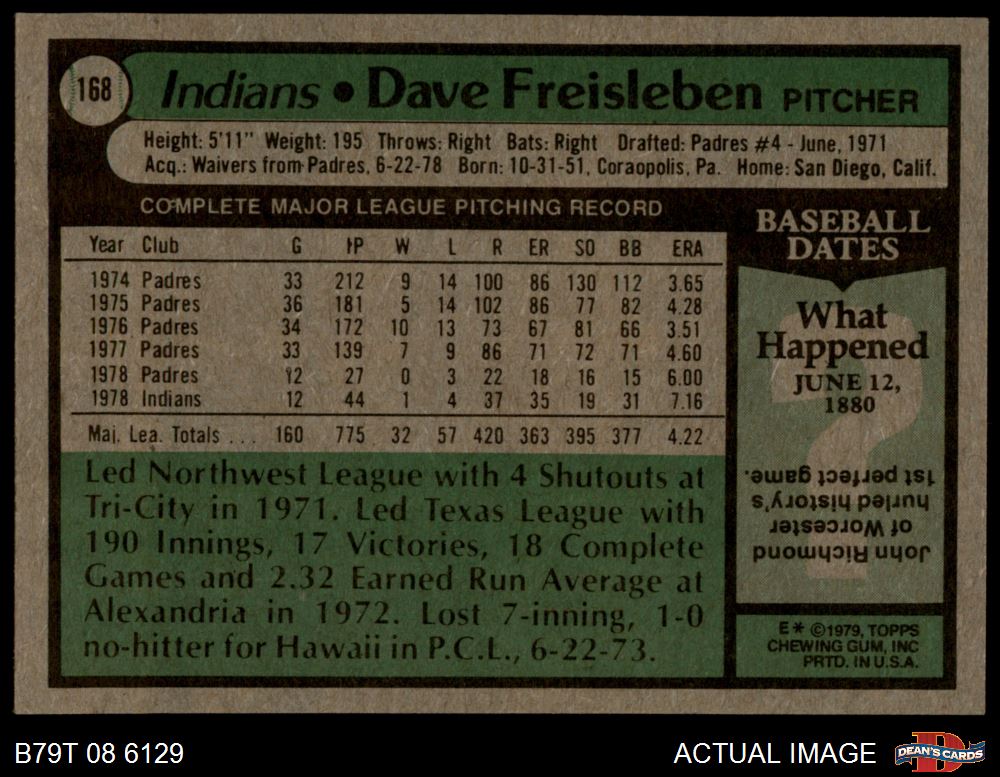 168
Indians • Dave Freisleben PITCHER
Height: 5'11" Weight: 195 Throws: Right Bats: Right Drafted: Padres #4 - June, 1971
Acq.: Waivers from Padres, 6-22-78 Born: 10-31-51, Coraopolis, Pa. Home: San Diego, Calif.
COMPLETE MAJOR LEAGUE PITCHING RECORD
Year Club G IP W L R ER SO BB ERA
1974 Padres 33 212 9 14 100 86 130 112 3.65
1975 Padres 36 181 5 14 102 86 77 82 4.28
1976 Padres 34 172 10 13 73 67 81 66 3.51
1977 Padres 33 139 7 9 86 71 72 71 4.60
1978 Padres 12 27 0 3 22 18 16 15 6.00
1978 Indians 12 44 1 4 37 35 19 31 7.16
Maj. Lea. Totals ... 160 775 32 57 420 363 395 377 4.22
Led Northwest League with 4 Shutouts at
Tri-City in 1971. Led Texas League with
190 Innings, 17 Victories, 18 Complete
Games and 2.32 Earned Run Average at
Alexandria in 1972. Lost 7-inning, 1-0
no-hitter for Hawaii in P.C.L., 6-22-73.
BASEBALL
DATES
What
Happened
JUNE 12,
1880
John Richmond
of Worcester
hurled history's
1st perfect game.
E* ©1979, TOPPS
CHEWING GUM, INC
PRTD. IN U.S.A.
B79T 08 6129
ACTUAL IMAGE
DEAN'S CARDS